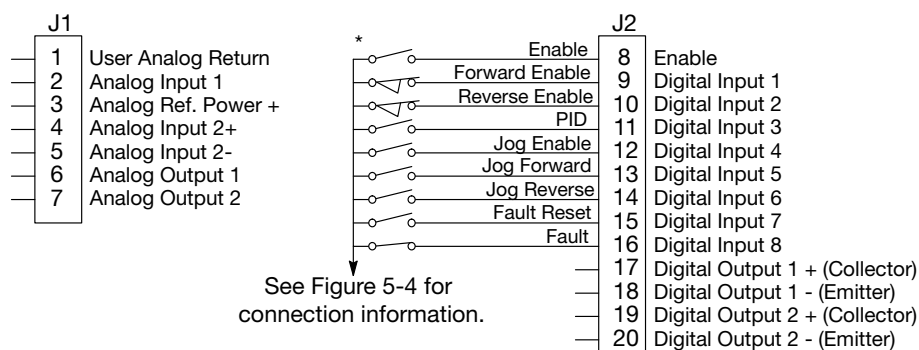 J1
1 User Analog Return
2 Analog Input 1
3 Analog Ref. Power +
4 Analog Input 2+
5 Analog Input 2-
6 Analog Output 1
7 Analog Output 2
J2
*
Enable 8 Enable
Forward Enable 9 Digital Input 1
Reverse Enable 10 Digital Input 2
PID 11 Digital Input 3
Jog Enable 12 Digital Input 4
Jog Forward 13 Digital Input 5
Jog Reverse 14 Digital Input 6
Fault Reset 15 Digital Input 7
Fault 16 Digital Input 8
17 Digital Output 1 + (Collector)
18 Digital Output 1 - (Emitter)
19 Digital Output 2 + (Collector)
20 Digital Output 2 - (Emitter)
See Figure 5-4 for
connection information.